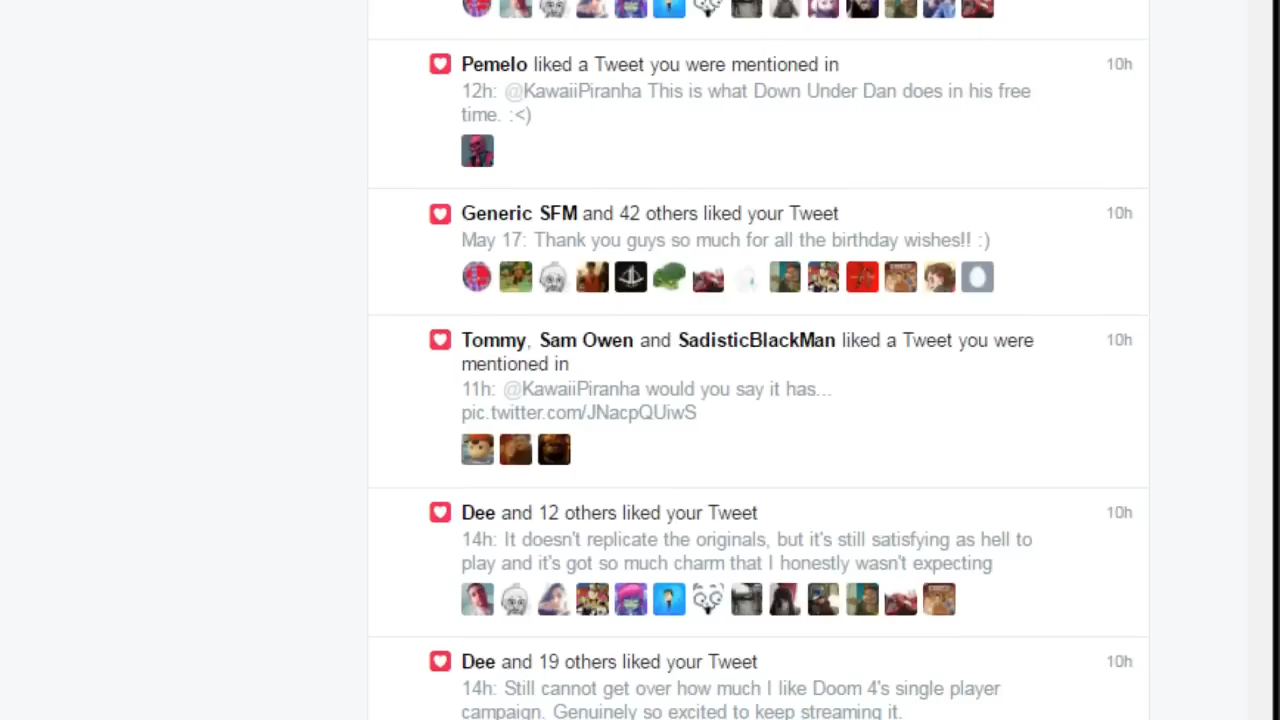 Pemelo liked a Tweet you were mentioned in 10h
12h: @KawaiiPiranha This is what Down Under Dan does in his free
time. :<)
Generic SFM and 42 others liked your Tweet 10h
May 17: Thank you guys so much for all the birthday wishes!! :)
Tommy, Sam Owen and SadisticBlackMan liked a Tweet you were 10h
mentioned in
11h: @KawaiiPiranha would you say it has...
pic.twitter.com/JNacpQUiwS
Dee and 12 others liked your Tweet 10h
14h: It doesn't replicate the originals, but it's still satisfying as hell to
play and it's got so much charm that I honestly wasn't expecting
Dee and 19 others liked your Tweet 10h
14h: Still cannot get over how much I like Doom 4's single player
campaign. Genuinely so excited to keep streaming it.